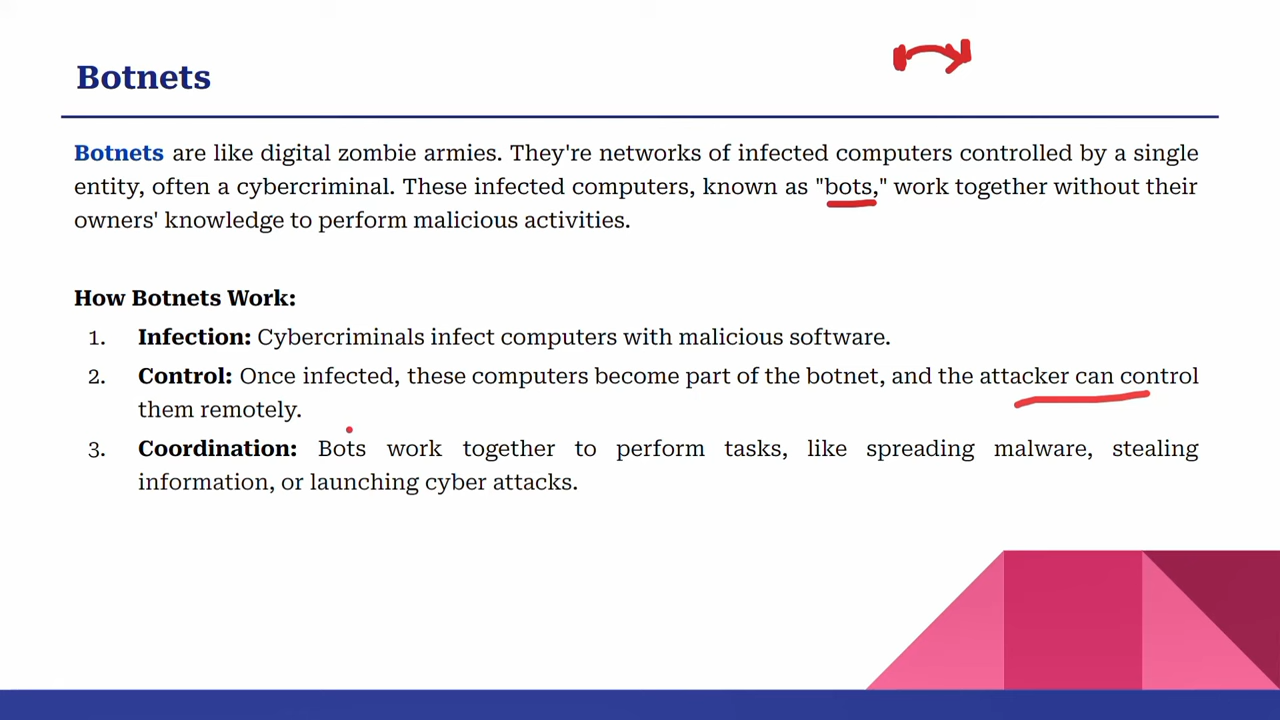 Botnets
Botnets are like digital zombie armies. They're networks of infected computers controlled by a single
entity, often a cybercriminal. These infected computers, known as "bots," work together without their
owners' knowledge to perform malicious activities.
How Botnets Work:
1. Infection: Cybercriminals infect computers with malicious software.
2. Control: Once infected, these computers become part of the botnet, and the attacker can control
them remotely.
3. Coordination: Bots work together to perform tasks, like spreading malware, stealing
information, or launching cyber attacks.